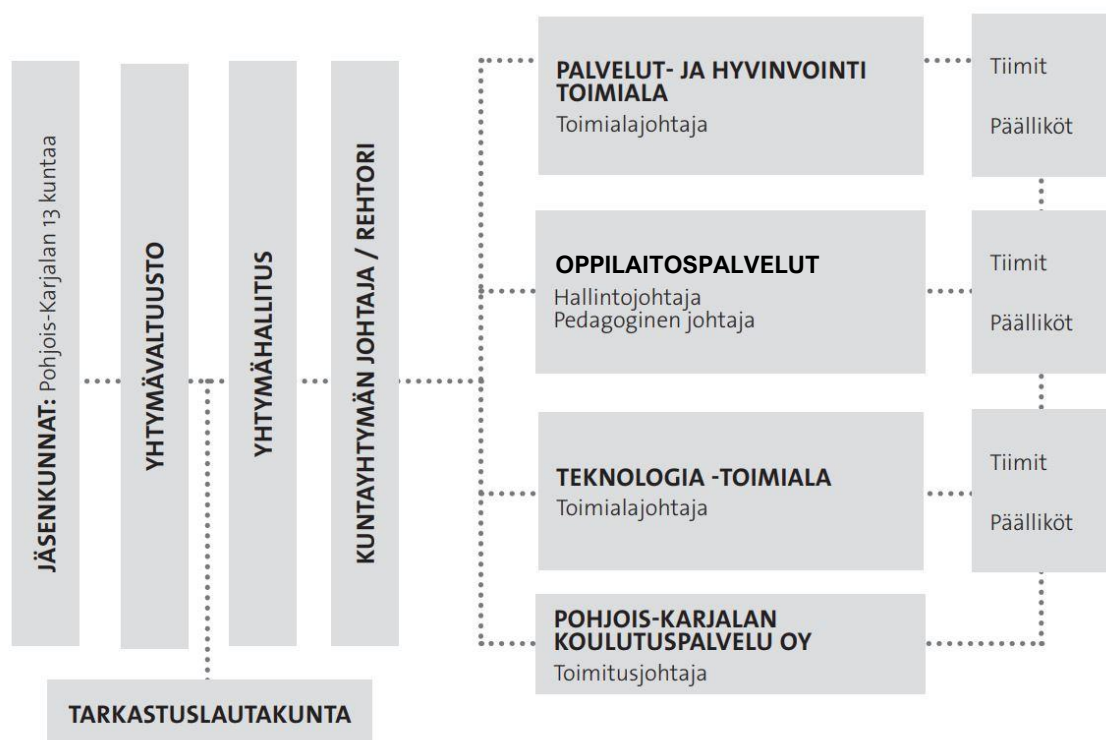 JÄSENKUNNAT: Pohjois-Karjalan 13 kuntaa
YHTYMÄVALTUUSTO
YHTYMÄHALLITUS
KUNTAYHTYMÄN JOHTAJA / REHTORI
TARKASTUSLAUTAKUNTA
PALVELUT- JA HYVINVOINTI
TOIMIALA
Toimialajohtaja
Tiimit
Päälliköt
OPPILAITOSPALVELUT
Hallintojohtaja
Pedagoginen johtaja
Tiimit
Päälliköt
TEKNOLOGIA -TOIMIALA
Toimialajohtaja
Tiimit
Päälliköt
POHJOIS-KARJALAN
KOULUTUSPALVELU OY
Toimitusjohtaja